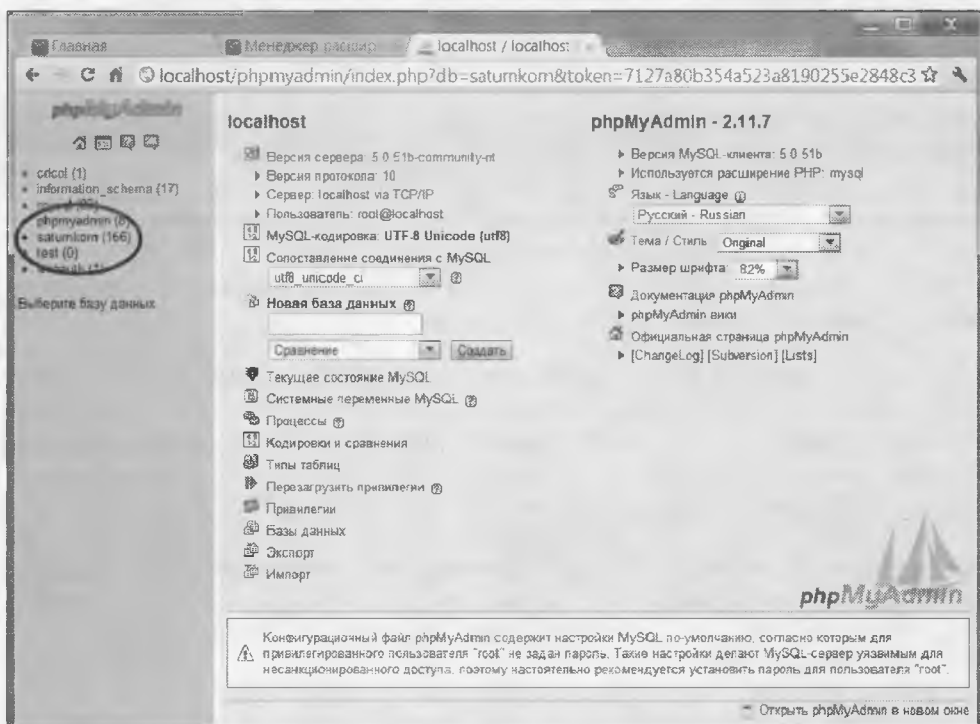 Главная
Менеджер расшир
localhost / localhost
localhost/phpmyadmin/index.php?db=saturnkom&token=7127a80b354a523a8190255e2848c3
phpMyAdmin
cdcol (1)
information_schema (17)
phpmyadmin (8)
saturnkom (166)
test (0)
Выберите базу данных
localhost
Версия сервера: 5.0.51b-community-nt
Версия протокола: 10
Сервер: localhost via TCP/IP
Пользователь: root@localhost
MySQL-кодировка: UTF-8 Unicode (utf8)
Сопоставление соединения с MySQL
utf8_unicode_ci
Новая база данных
Сравнение
Создать
Текущее состояние MySQL
Системные переменные MySQL
Процессы
Кодировки и сравнения
Типы таблиц
Перезагрузить привилегии
Привилегии
Базы данных
Экспорт
Импорт
phpMyAdmin - 2.11.7
Версия MySQL-клиента: 5.0.51b
Используется расширение PHP: mysql
Язык - Language
Русский - Russian
Тема / Стиль: Original
Размер шрифта: 82%
Документация phpMyAdmin
phpMyAdmin вики
Официальная страница phpMyAdmin
[ChangeLog] [Subversion] [Lists]
phpMyAdmin
Конфигурационный файл phpMyAdmin содержит настройки MySQL по-умолчанию, согласно которым для
привилегированного пользователя "root" не задан пароль. Такие настройки делают MySQL-сервер уязвимым для
несанкционированного доступа, поэтому настоятельно рекомендуется установить пароль для пользователя "root".
Открыть phpMyAdmin в новом окне